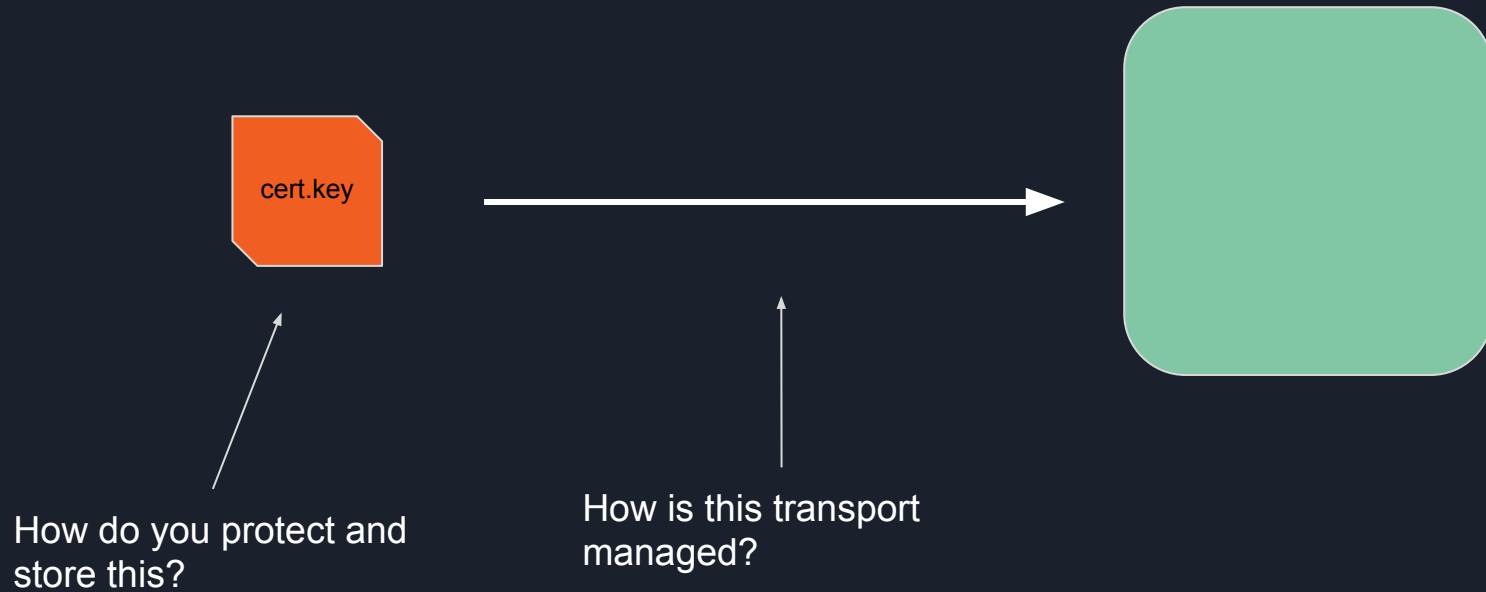 cert.key
How do you protect and
store this?
How is this transport
managed?